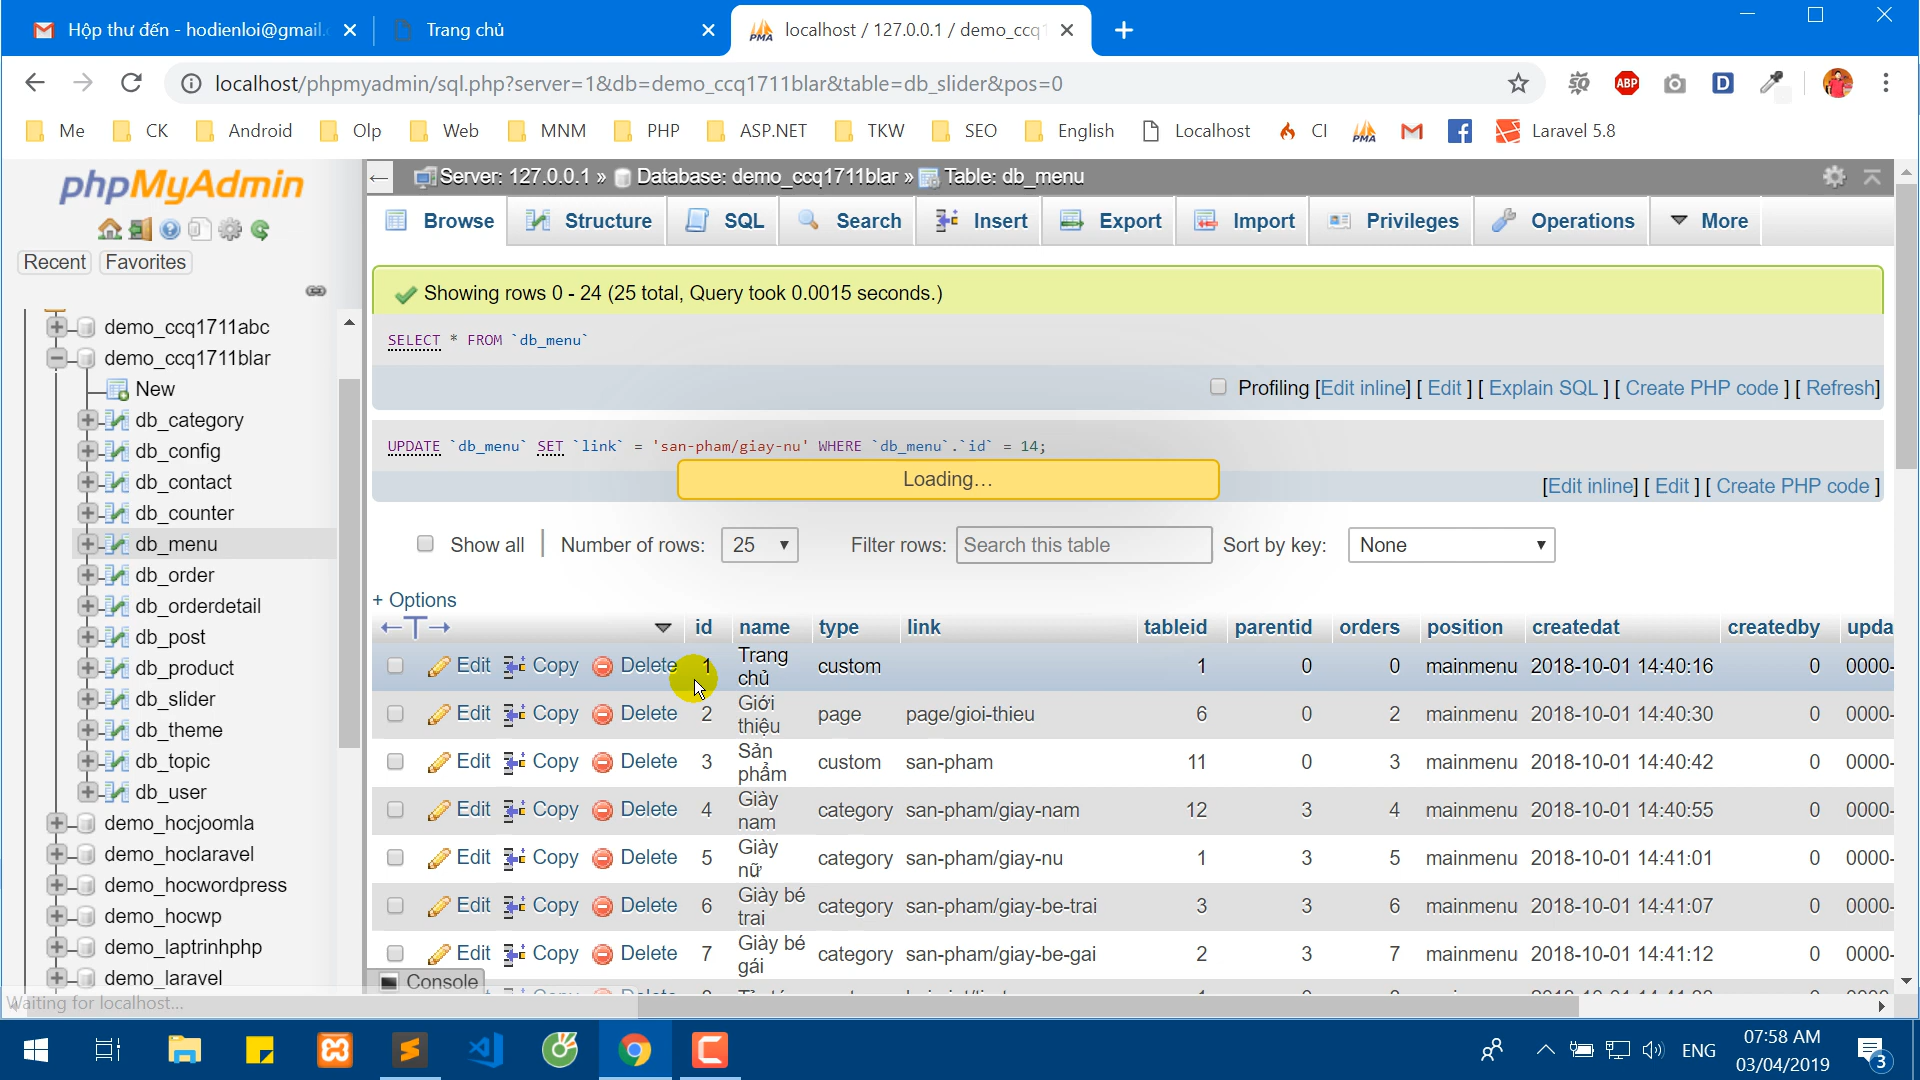 Hộp thư đến - hodienloi@gmail.
Trang chủ
localhost / 127.0.0.1 / demo_ccq1
localhost/phpmyadmin/sql.php?server=1&db=demo_ccq1711blar&table=db_slider&pos=0
ABP
D
Me CK Android Olp Web MNM PHP ASP.NET TKW SEO English Localhost CI PMA Laravel 5.8
phpMyAdmin
Recent Favorites
demo_ccq1711abc
demo_ccq1711blar
New
db_category
db_config
db_contact
db_counter
db_menu
db_order
db_orderdetail
db_post
db_product
db_slider
db_theme
db_topic
db_user
demo_hocjoomla
demo_hoclaravel
demo_hocwordpress
demo_hocwp
demo_laptrinhphp
demo_laravel
Waiting for localhost...
Server: 127.0.0.1 » Database: demo_ccq1711blar » Table: db_menu
Browse Structure SQL Search Insert Export Import Privileges Operations More
Showing rows 0 - 24 (25 total, Query took 0.0015 seconds.)
SELECT * FROM `db_menu`
Profiling [Edit inline] [ Edit ] [ Explain SQL ] [ Create PHP code ] [ Refresh]
UPDATE `db_menu` SET `link` = 'san-pham/giay-nu' WHERE `db_menu`.`id` = 14;
Loading…
[Edit inline] [ Edit ] [ Create PHP code ]
Show all Number of rows: 25 Filter rows: Search this table Sort by key: None
+ Options
id name type link tableid parentid orders position createdat createdby upda
Edit Copy Delete 1 Trang chủ custom 1 0 0 mainmenu 2018-10-01 14:40:16 0 0000-
Edit Copy Delete 2 Giới thiệu page page/gioi-thieu 6 0 2 mainmenu 2018-10-01 14:40:30 0 0000-
Edit Copy Delete 3 Sản phẩm custom san-pham 11 0 3 mainmenu 2018-10-01 14:40:42 0 0000-
Edit Copy Delete 4 Giày nam category san-pham/giay-nam 12 3 4 mainmenu 2018-10-01 14:40:55 0 0000-
Edit Copy Delete 5 Giày nữ category san-pham/giay-nu 1 3 5 mainmenu 2018-10-01 14:41:01 0 0000-
Edit Copy Delete 6 Giày bé trai category san-pham/giay-be-trai 3 3 6 mainmenu 2018-10-01 14:41:07 0 0000-
Edit Copy Delete 7 Giày bé gái category san-pham/giay-be-gai 2 3 7 mainmenu 2018-10-01 14:41:12 0 0000-
Console
ENG
07:58 AM
03/04/2019
3